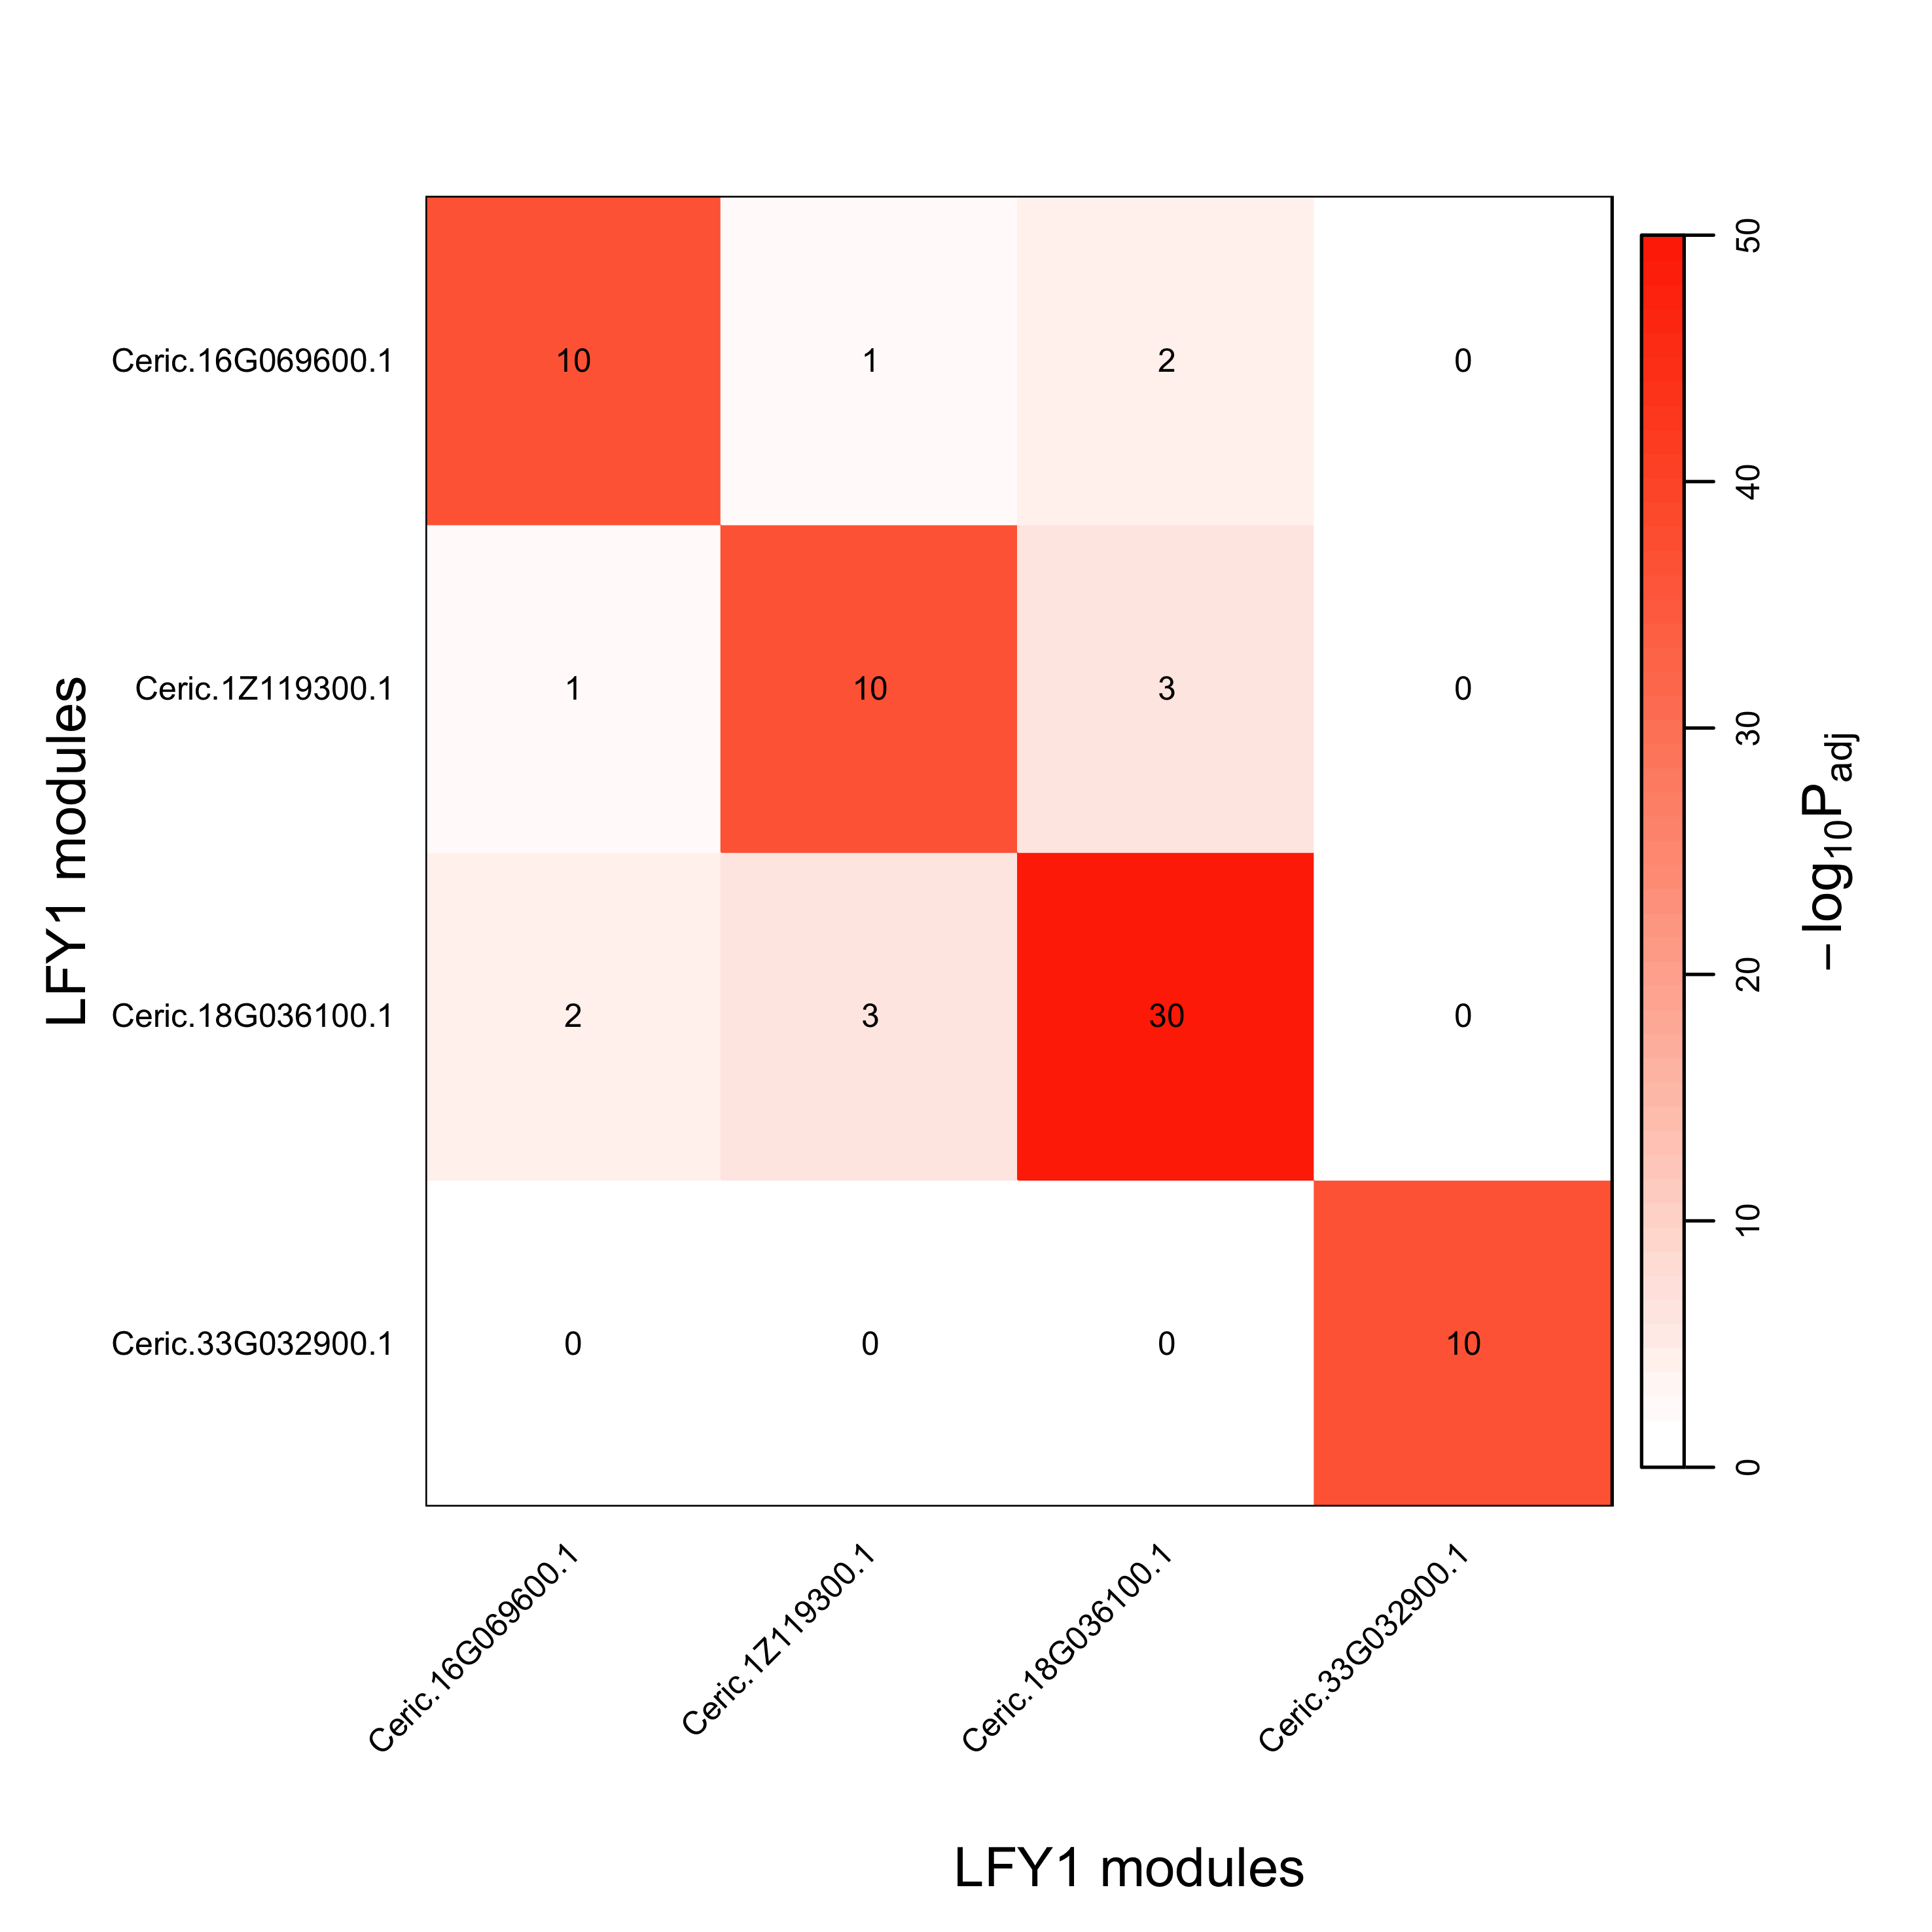 Ceric.16G069600.1 10 1 2 0
Ceric.1Z119300.1 1 10 3 0
Ceric.18G036100.1 2 3 30 0
Ceric.33G032900.1 0 0 0 10
LFY1 modules
Ceric.16G069600.1 Ceric.1Z119300.1 Ceric.18G036100.1 Ceric.33G032900.1
LFY1 modules
50
40
30
20
10
0
−log10Padj